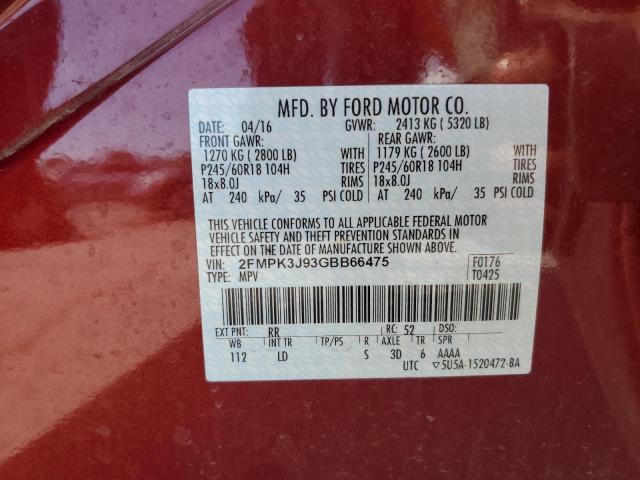 MFD. BY FORD MOTOR CO.
DATE: 04/16 GVWR: 2413 KG ( 5320 LB)
FRONT GAWR: REAR GAWR:
1270 KG ( 2800 LB) WITH 1179 KG ( 2600 LB) WITH
P245/60R18 104H TIRES P245/60R18 104H TIRES
18x8.0J RIMS 18x8.0J RIMS
AT 240 kPa/ 35 PSI COLD AT 240 kPa/ 35 PSI COLD
THIS VEHICLE CONFORMS TO ALL APPLICABLE FEDERAL MOTOR
VEHICLE SAFETY AND THEFT PREVENTION STANDARDS IN
EFFECT ON THE DATE OF MANUFACTURE SHOWN ABOVE.
VIN: 2FMPK3J93GBB66475 F0176
TYPE: MPV T0425
EXT PNT: RR RC: 52 DSO:
WB INT TR TP/PS R AXLE TR SPR
112 LD S 3D 6 AAAA
UTC ▽5U5A-1520472-BA